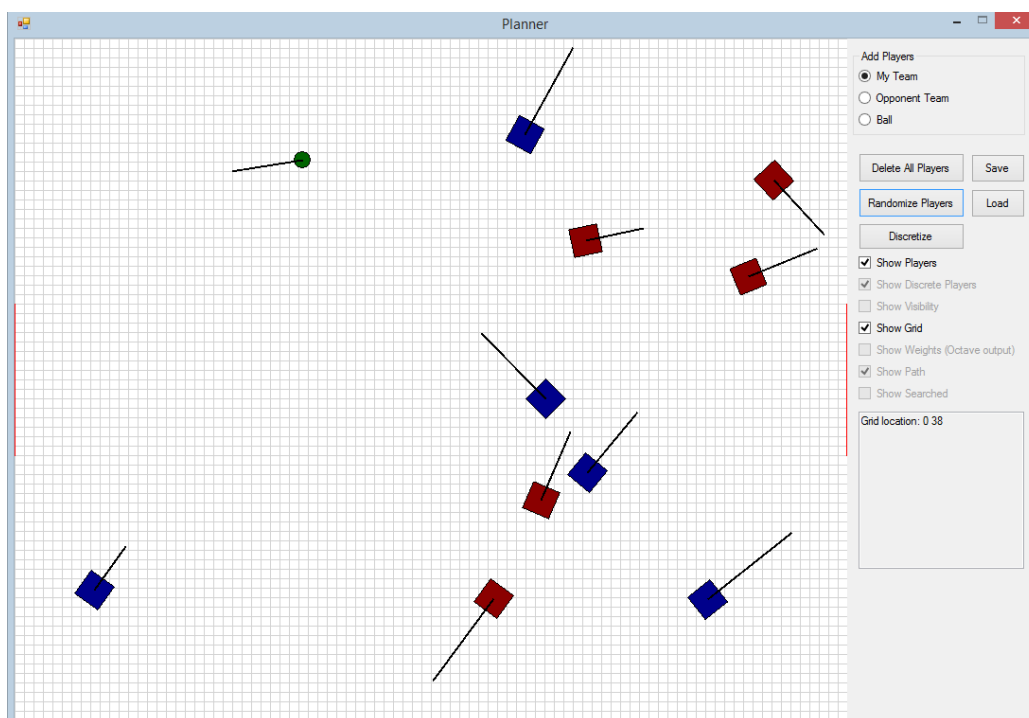 Planner
Add Players
My Team
Opponent Team
Ball
Delete All Players
Save
Randomize Players
Load
Discretize
Show Players
Show Discrete Players
Show Visibility
Show Grid
Show Weights (Octave output)
Show Path
Show Searched
Grid location: 0 38